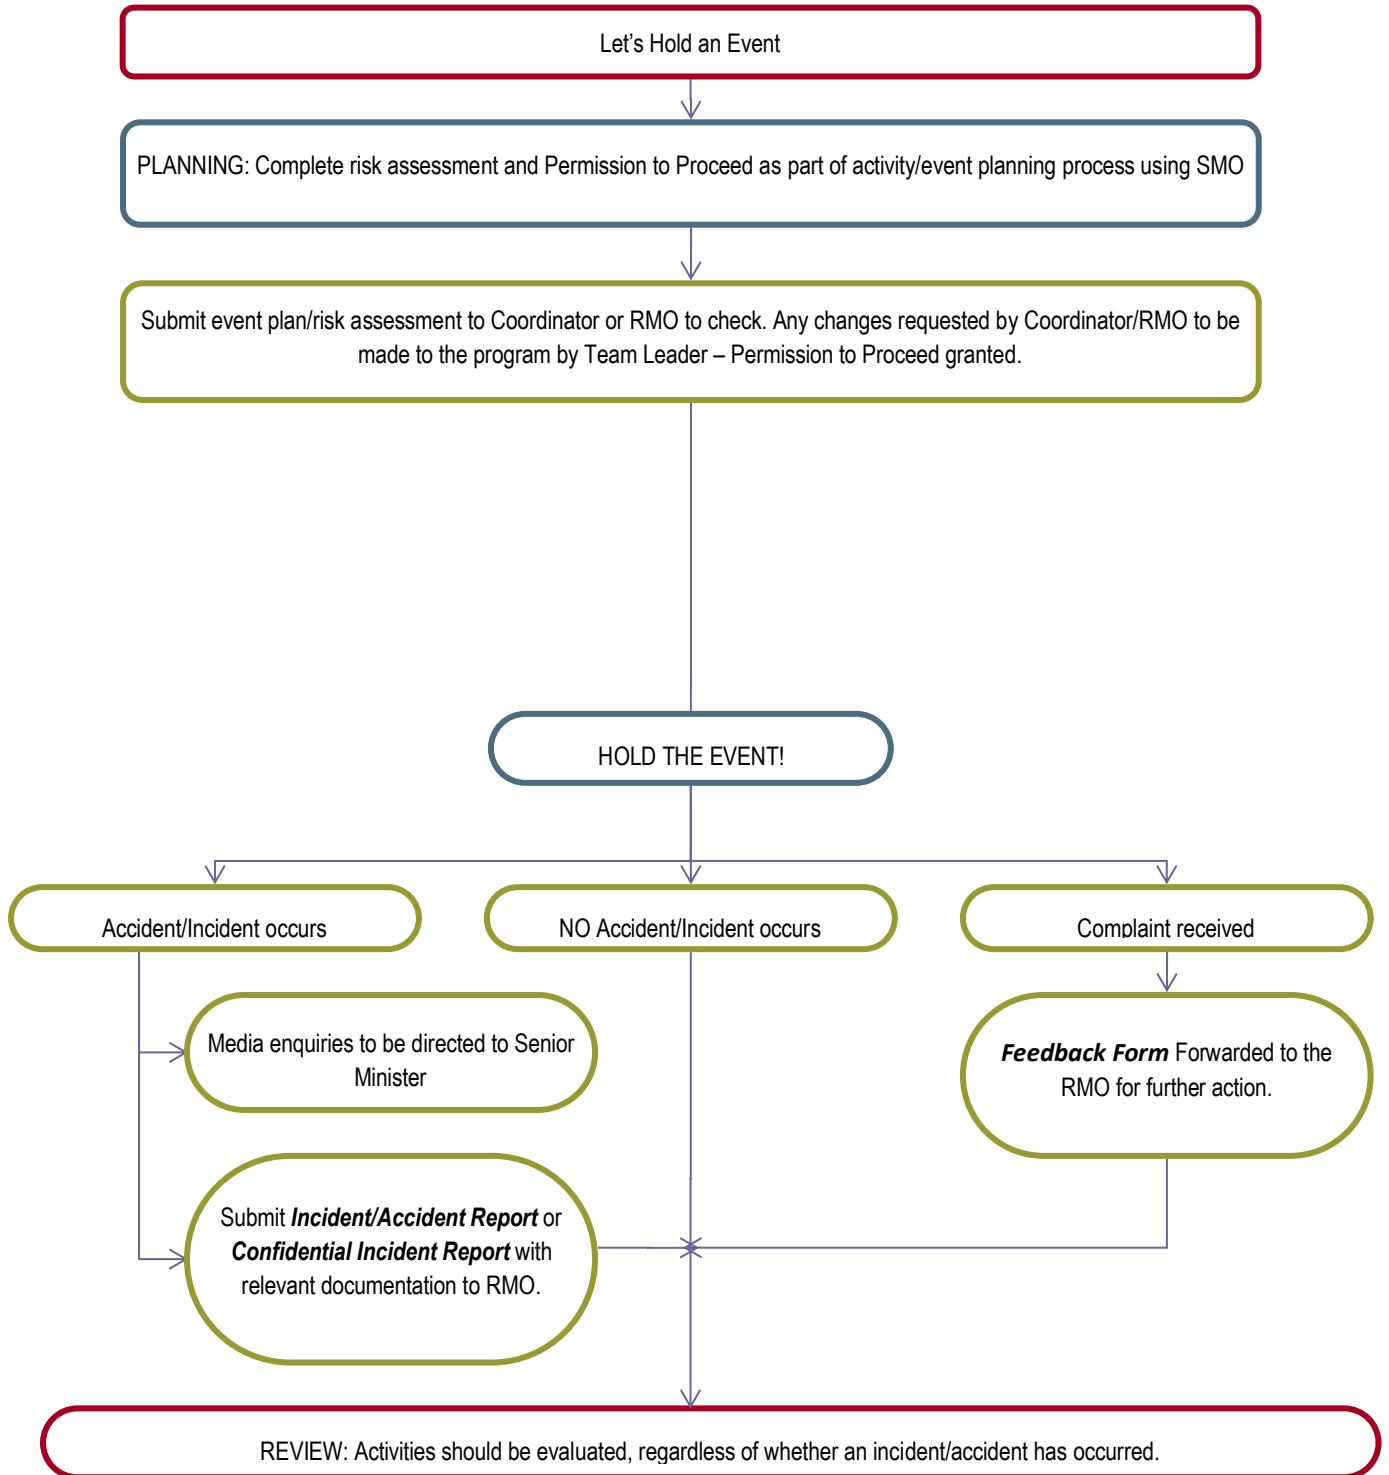 Let’s Hold an Event
PLANNING: Complete risk assessment and Permission to Proceed as part of activity/event planning process using SMO
Submit event plan/risk assessment to Coordinator or RMO to check. Any changes requested by Coordinator/RMO to be
made to the program by Team Leader – Permission to Proceed granted.
HOLD THE EVENT!
Accident/Incident occurs
NO Accident/Incident occurs
Complaint received
Media enquiries to be directed to Senior
Minister
Feedback Form Forwarded to the
RMO for further action.
Submit Incident/Accident Report or
Confidential Incident Report with
relevant documentation to RMO.
REVIEW: Activities should be evaluated, regardless of whether an incident/accident has occurred.